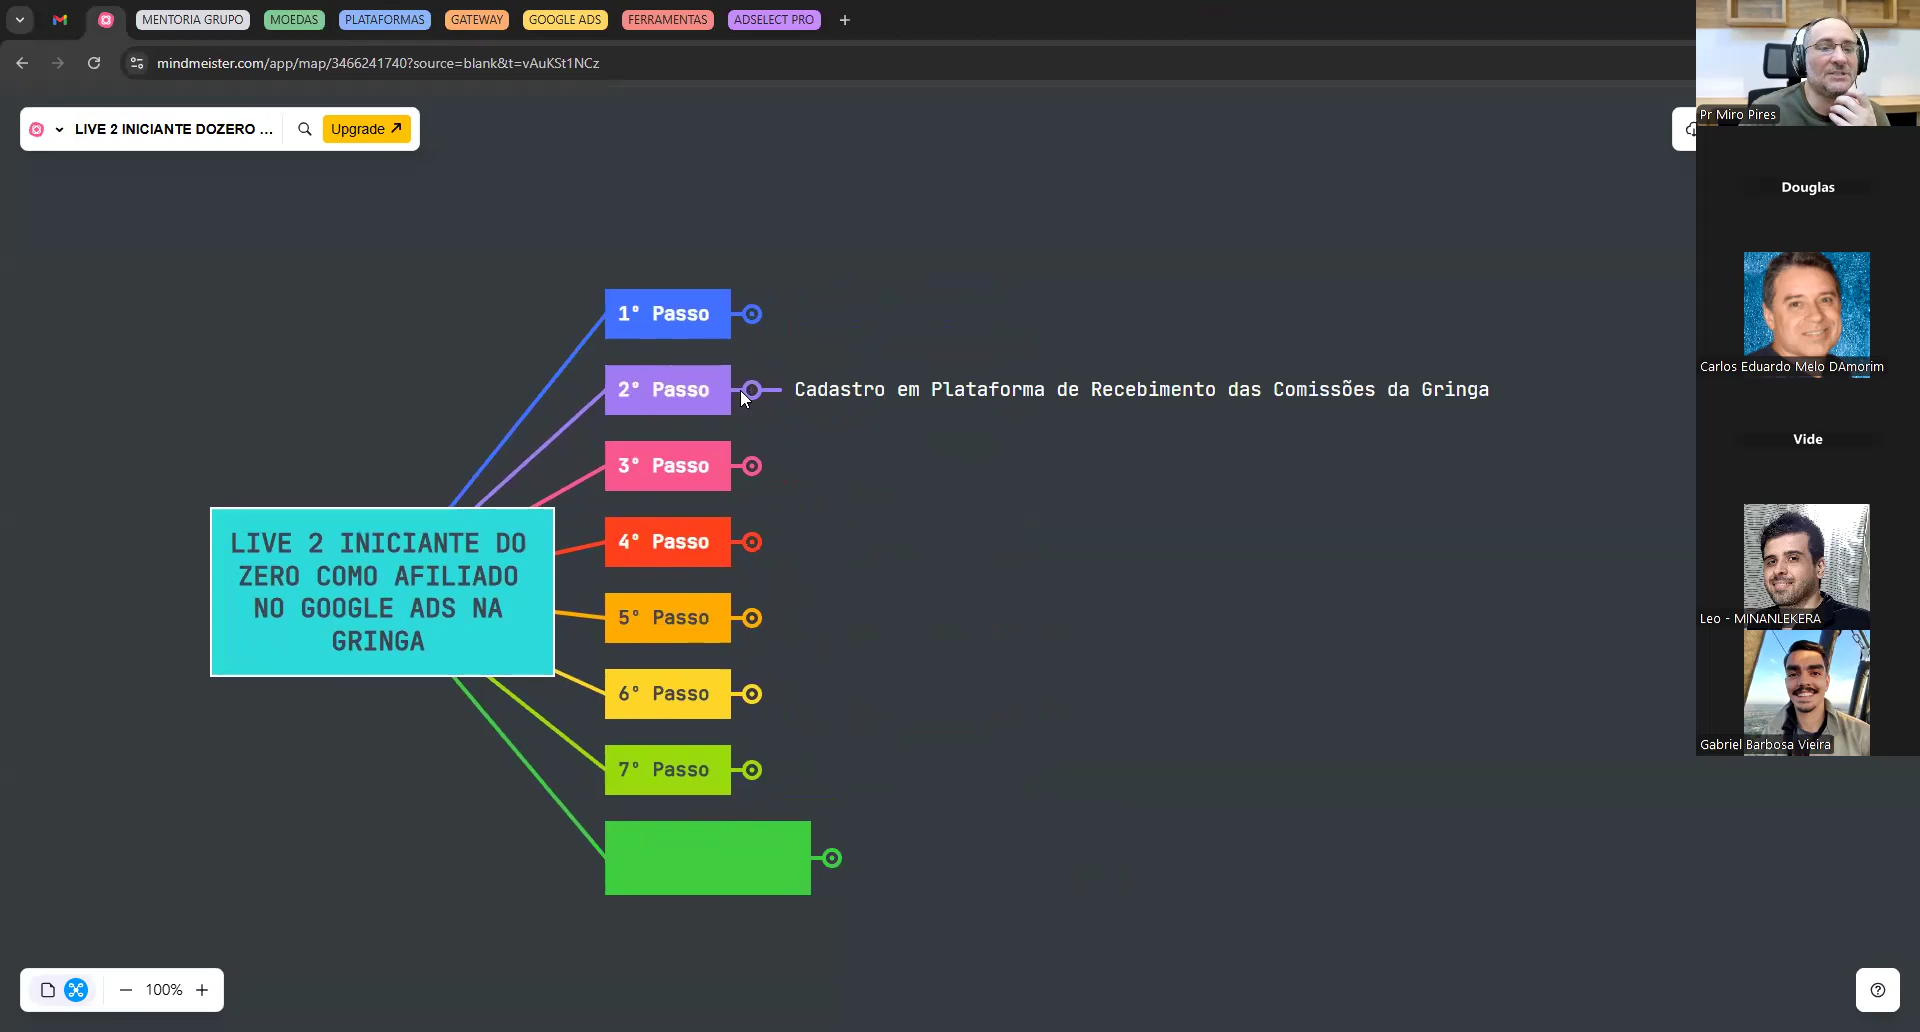 MENTORIA GRUPO
MOEDAS
PLATAFORMAS
GATEWAY
GOOGLE ADS
FERRAMENTAS
ADSELECT PRO
mindmeister.com/app/map/3466241740?source=blank&t=vAuKSt1NCz
LIVE 2 INICIANTE DOZERO ...
Upgrade
Pr Miro Pires
Douglas
Carlos Eduardo Melo DAmorim
Vide
Leo - MINANLEKERA
Gabriel Barbosa Vieira
1° Passo
2° Passo
Cadastro em Plataforma de Recebimento das Comissões da Gringa
3° Passo
4° Passo
5° Passo
6° Passo
7° Passo
LIVE 2 INICIANTE DO
ZERO COMO AFILIADO
NO GOOGLE ADS NA
GRINGA
100%